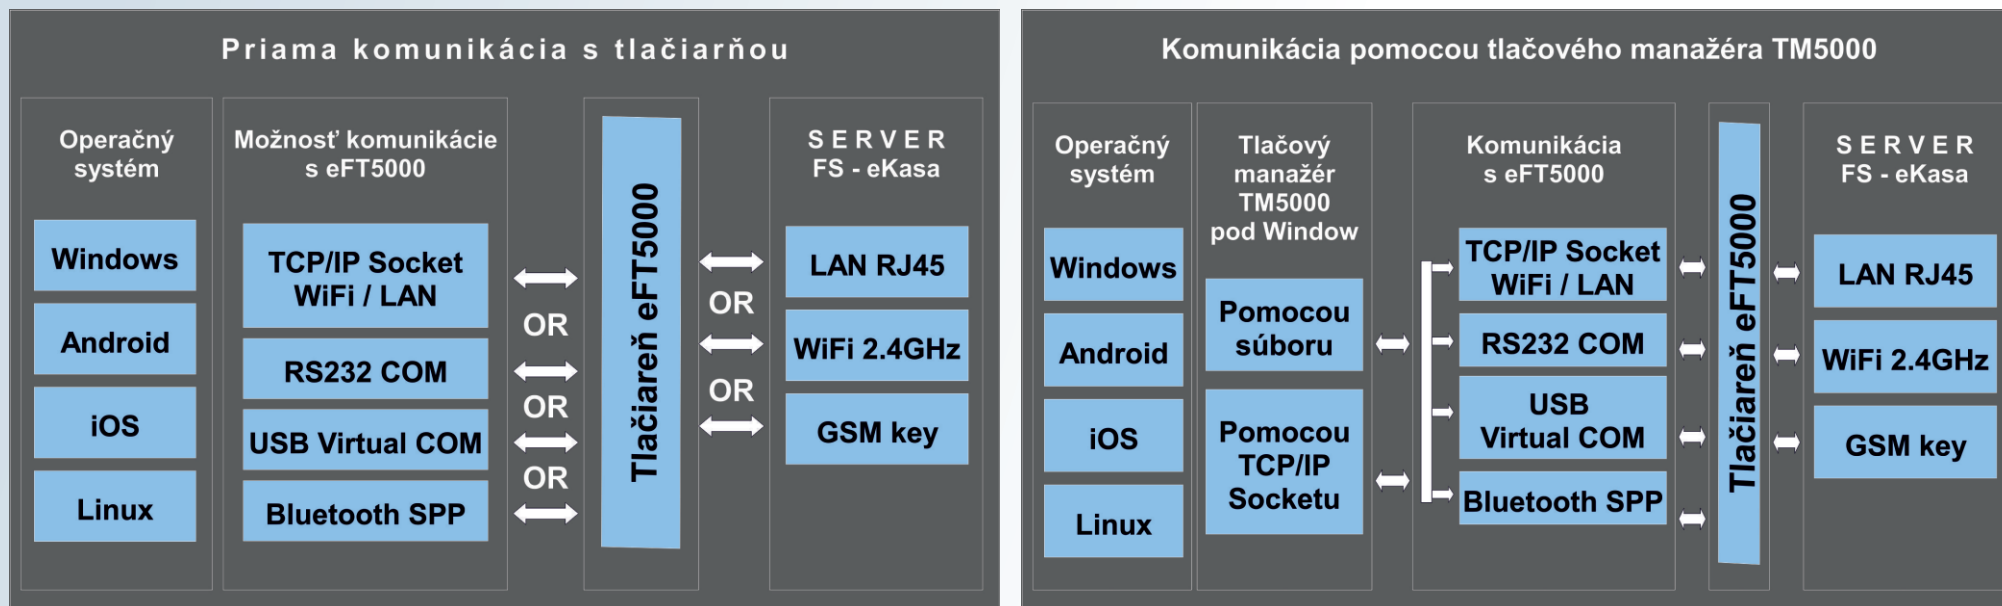 Priama komunikácia s tlačiarňou
Operačný
systém
Windows
Android
iOS
Linux
Možnosť komunikácie
s eFT5000
TCP/IP Socket
WiFi / LAN
RS232 COM
USB Virtual COM
Bluetooth SPP
OR
OR
OR
Tlačiareň eFT5000
OR
OR
SERVER
FS - eKasa
LAN RJ45
WiFi 2.4GHz
GSM key
Komunikácia pomocou tlačového manažéra TM5000
Operačný
systém
Windows
Android
iOS
Linux
Tlačový
manažér
TM5000
pod Window
Pomocou
súboru
Pomocou
TCP/IP
Socketu
Komunikácia
s eFT5000
TCP/IP Socket
WiFi / LAN
RS232 COM
USB
Virtual COM
Bluetooth SPP
Tlačiareň eFT5000
SERVER
FS - eKasa
LAN RJ45
WiFi 2.4GHz
GSM key